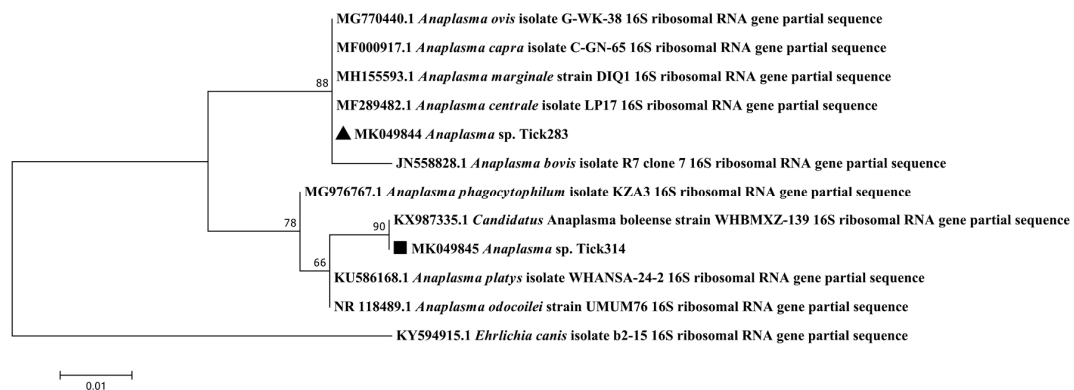 MG770440.1 Anaplasma ovis isolate G-WK-38 16S ribosomal RNA gene partial sequence
MF000917.1 Anaplasma capra isolate C-GN-65 16S ribosomal RNA gene partial sequence
MH155593.1 Anaplasma marginale strain DIQ1 16S ribosomal RNA gene partial sequence
88
MF289482.1 Anaplasma centrale isolate LP17 16S ribosomal RNA gene partial sequence
MK049844 Anaplasma sp. Tick283
JN558828.1 Anaplasma bovis isolate R7 clone 7 16S ribosomal RNA gene partial sequence
MG976767.1 Anaplasma phagocytophilum isolate KZA3 16S ribosomal RNA gene partial sequence
78
KX987335.1 Candidatus Anaplasma boleense strain WHBMXZ-139 16S ribosomal RNA gene partial sequence
90
MK049845 Anaplasma sp. Tick314
66
KU586168.1 Anaplasma platys isolate WHANSA-24-2 16S ribosomal RNA gene partial sequence
NR 118489.1 Anaplasma odocoilei strain UMUM76 16S ribosomal RNA gene partial sequence
KY594915.1 Ehrlichia canis isolate b2-15 16S ribosomal RNA gene partial sequence
0.01